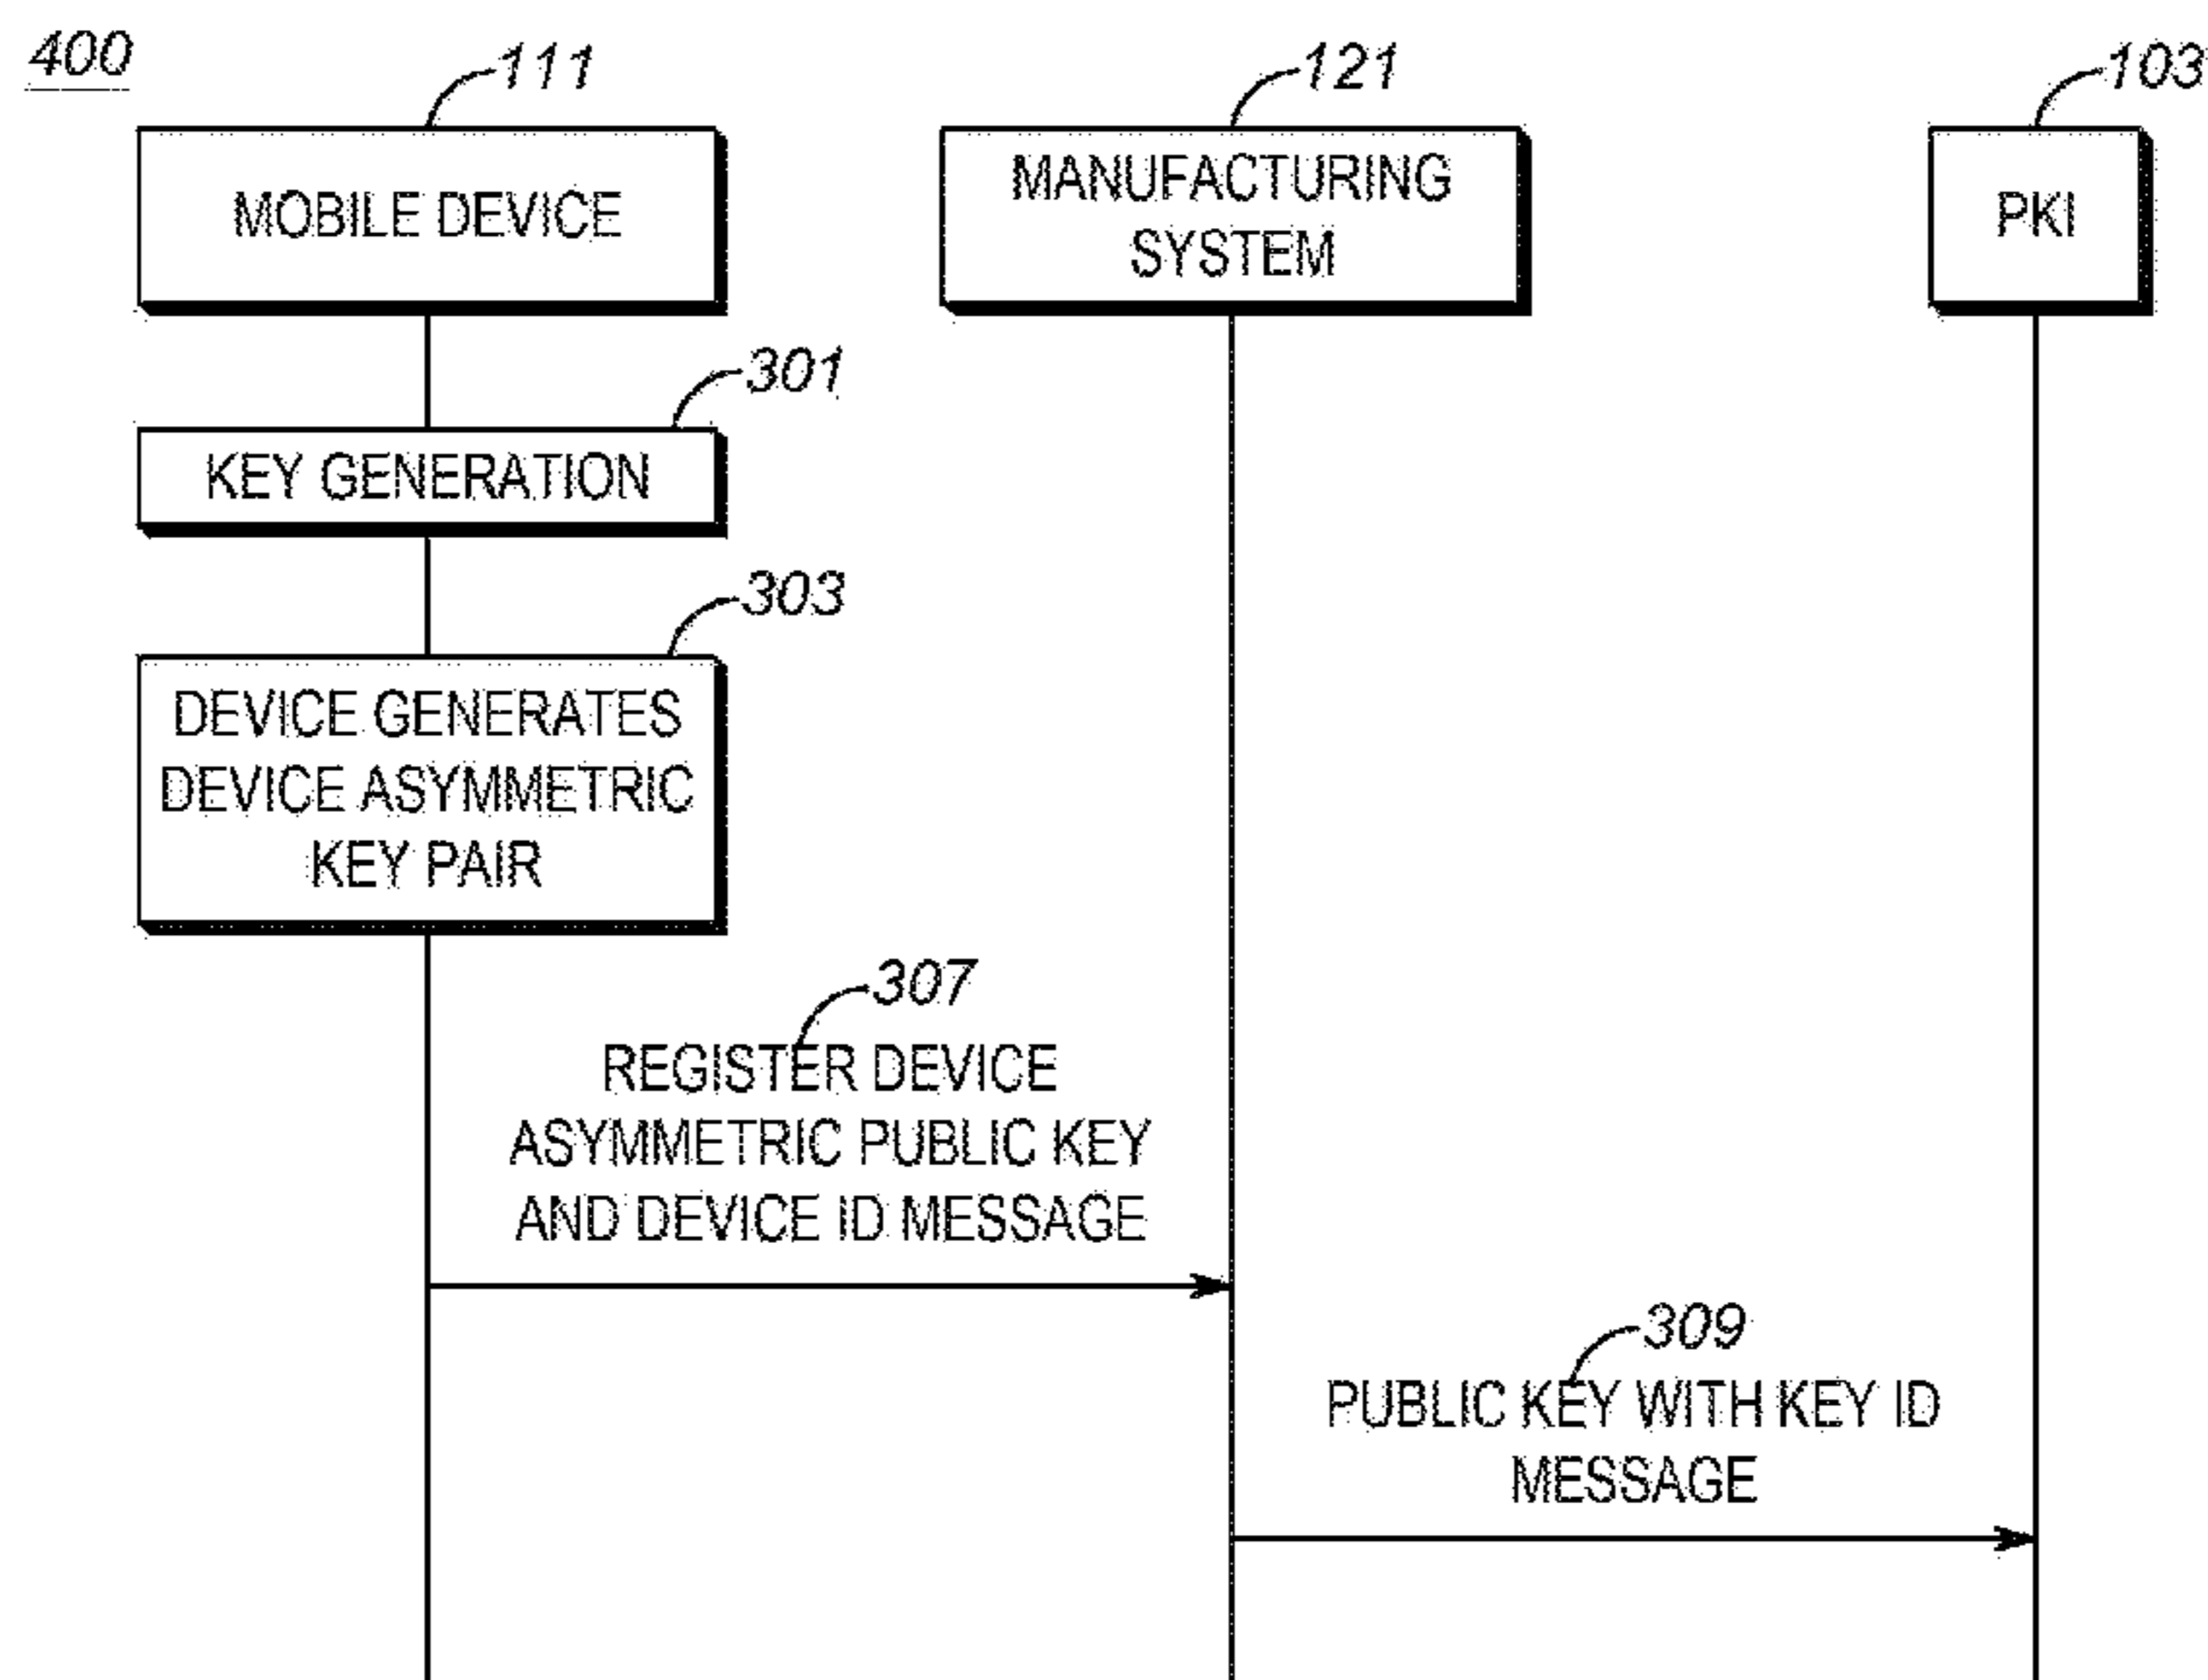 400
111
121
103
MOBILE DEVICE
MANUFACTURING
SYSTEM
PKI
301
KEY GENERATION
303
DEVICE GENERATES
DEVICE ASYMMETRIC
KEY PAIR
307
REGISTER DEVICE
ASYMMETRIC PUBLIC KEY
AND DEVICE ID MESSAGE
309
PUBLIC KEY WITH KEY ID
MESSAGE